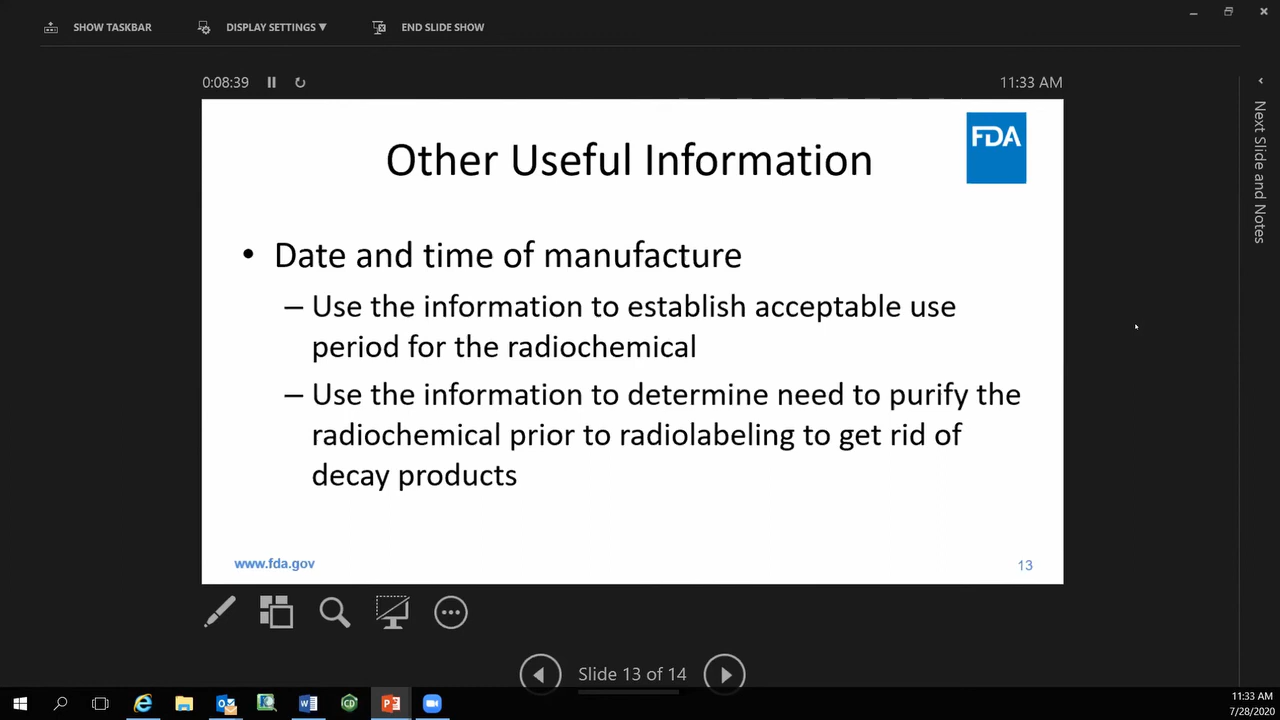 SHOW TASKBAR
DISPLAY SETTINGS ▼
END SLIDE SHOW
0:08:39
11:33 AM
FDA
Other Useful Information
• Date and time of manufacture
– Use the information to establish acceptable use
period for the radiochemical
– Use the information to determine need to purify the
radiochemical prior to radiolabeling to get rid of
decay products
www.fda.gov
13
Next Slide and Notes
Slide 13 of 14
11:33 AM
7/28/2020